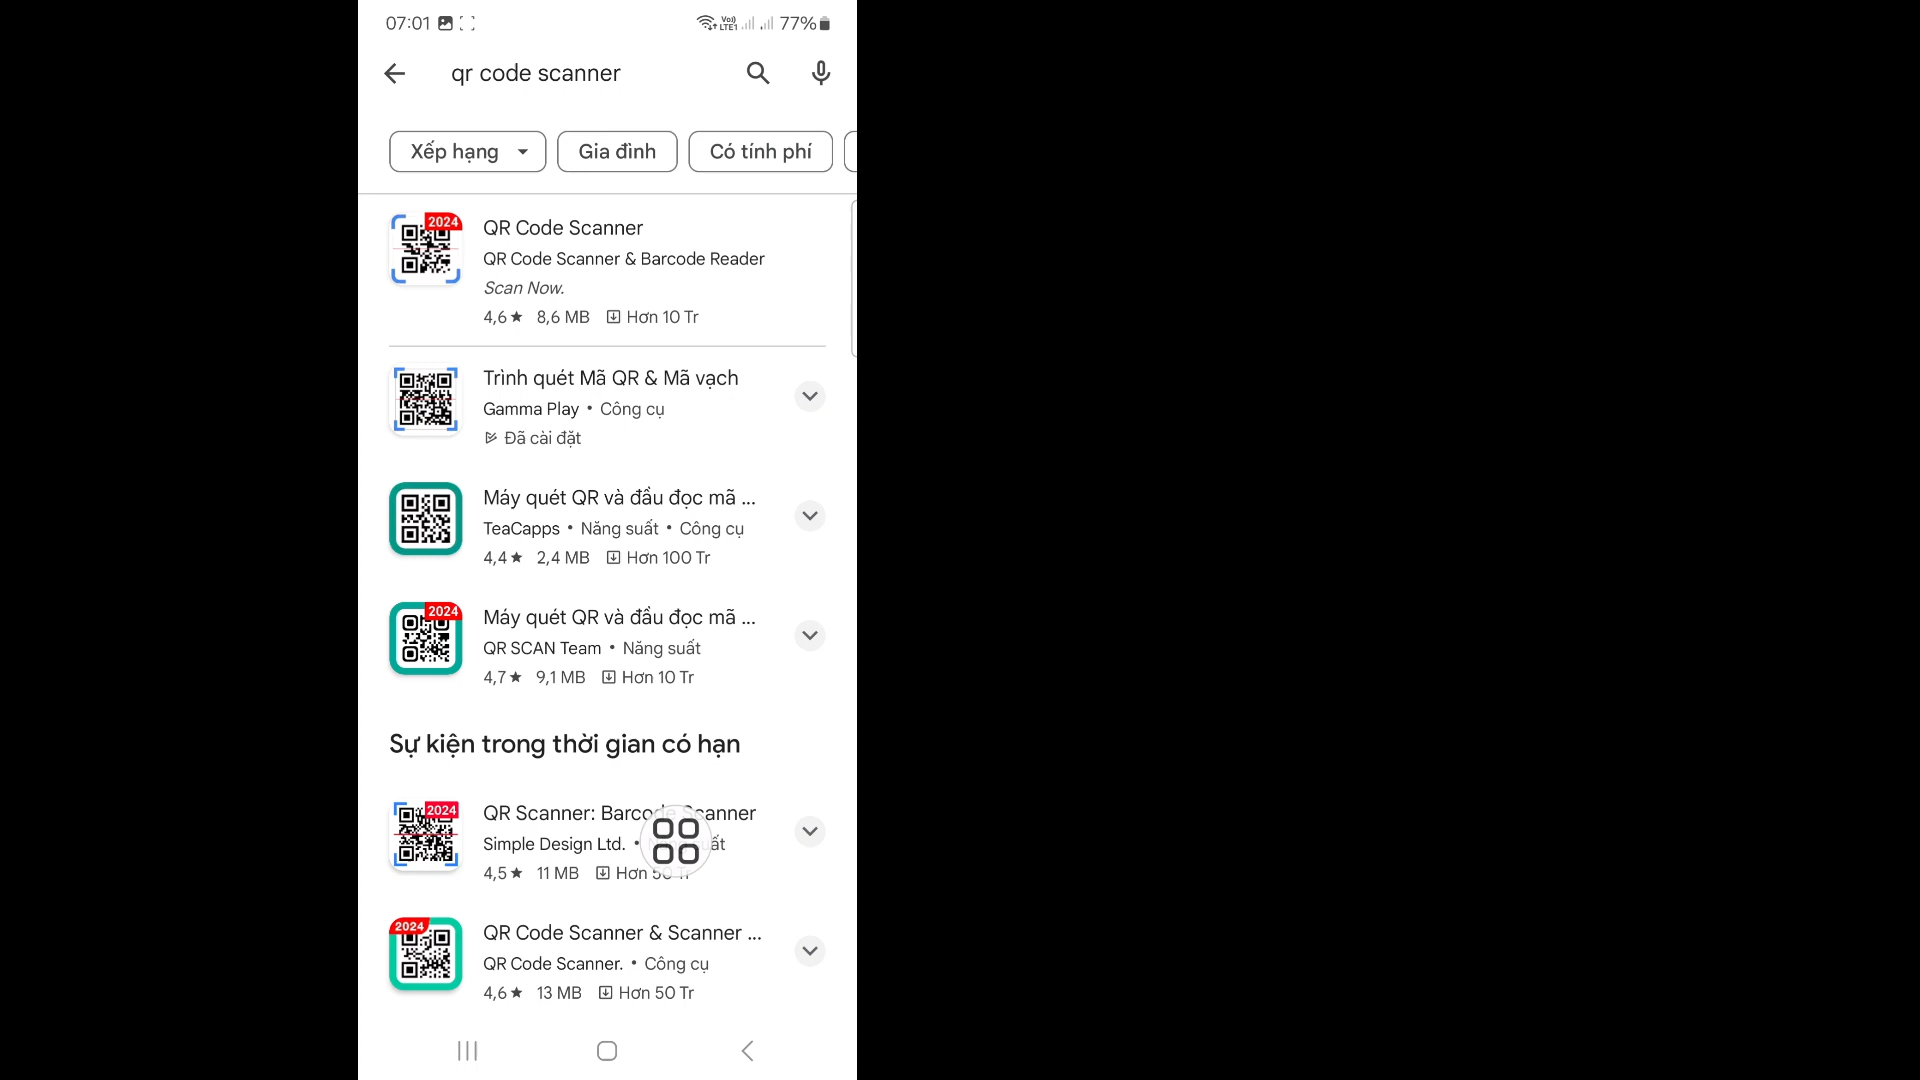 07:01 Vo) LTE1 77%
qr code scanner
Xếp hạng Gia đình Có tính phí
2024
QR Code Scanner
QR Code Scanner & Barcode Reader
Scan Now.
4,6★ 8,6 MB Hơn 10 Tr
Trình quét Mã QR & Mã vạch
Gamma Play • Công cụ
Đã cài đặt
Máy quét QR và đầu đọc mã ...
TeaCapps • Năng suất • Công cụ
4,4★ 2,4 MB Hơn 100 Tr
2024
Máy quét QR và đầu đọc mã ...
QR SCAN Team • Năng suất
4,7★ 9,1 MB Hơn 10 Tr
Sự kiện trong thời gian có hạn
2024
QR Scanner: Barcode Scanner
Simple Design Ltd. •
4,5★ 11 MB Hơn 50 Tr
2024
QR Code Scanner & Scanner ...
QR Code Scanner. • Công cụ
4,6★ 13 MB Hơn 50 Tr